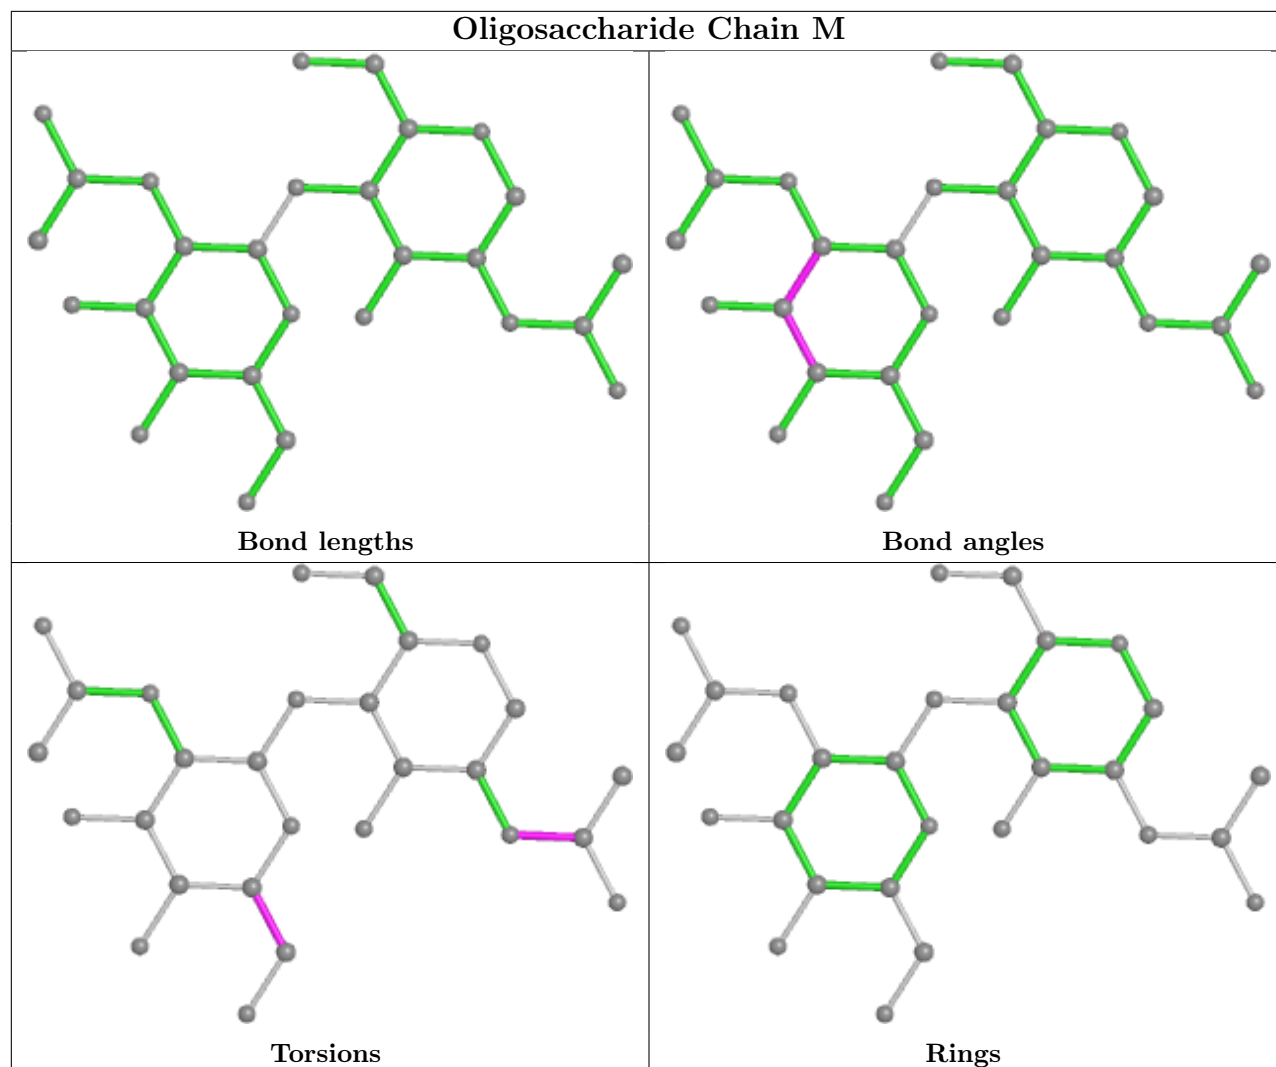 Oligosaccharide Chain M
Bond lengths
Bond angles
Torsions
Rings